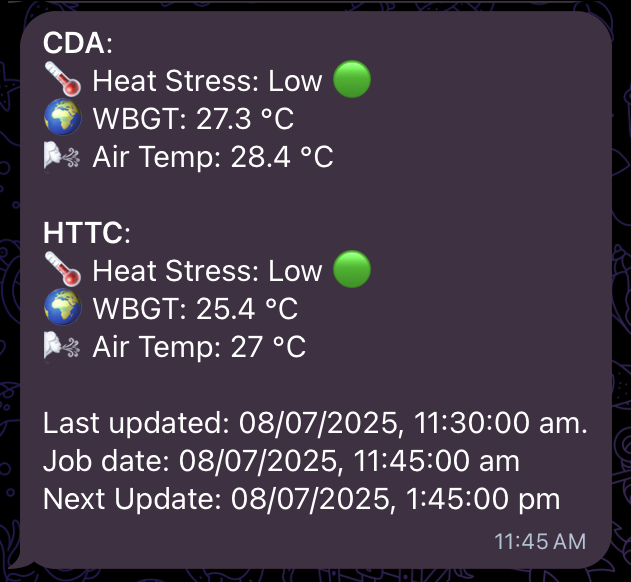 CDA:
🌡️ Heat Stress: Low 🟢
🌍 WBGT: 27.3 °C
🌬️ Air Temp: 28.4 °C

HTTC:
🌡️ Heat Stress: Low 🟢
🌍 WBGT: 25.4 °C
🌬️ Air Temp: 27 °C

Last updated: 08/07/2025, 11:30:00 am.
Job date: 08/07/2025, 11:45:00 am
Next Update: 08/07/2025, 1:45:00 pm
11:45 AM